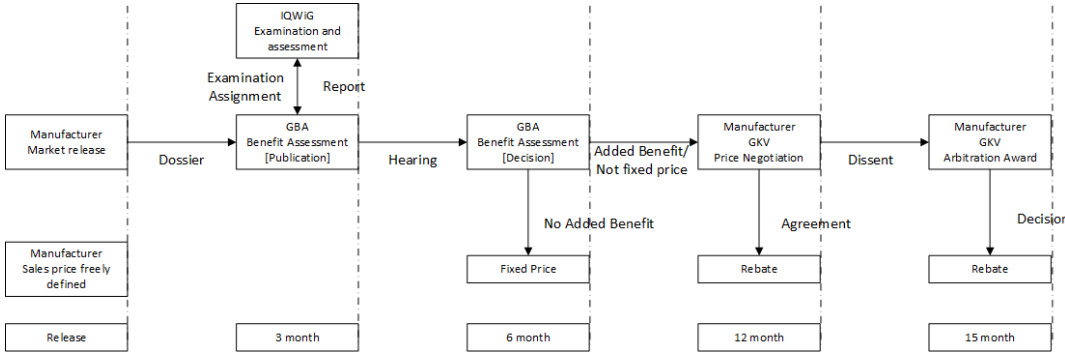 IQWiG
Examination and
assessment
Examination
Assignment
Report
Manufacturer
Market release
Dossier
GBA
Benefit Assessment
[Publication]
Hearing
GBA
Benefit Assessment
[Decision]
Added Benefit/
Not fixed price
Manufacturer
GKV
Price Negotiation
Dissent
Manufacturer
GKV
Arbitration Award
No Added Benefit
Agreement
Decision
Manufacturer
Sales price freely
defined
Fixed Price
Rebate
Rebate
Release
3 month
6 month
12 month
15 month